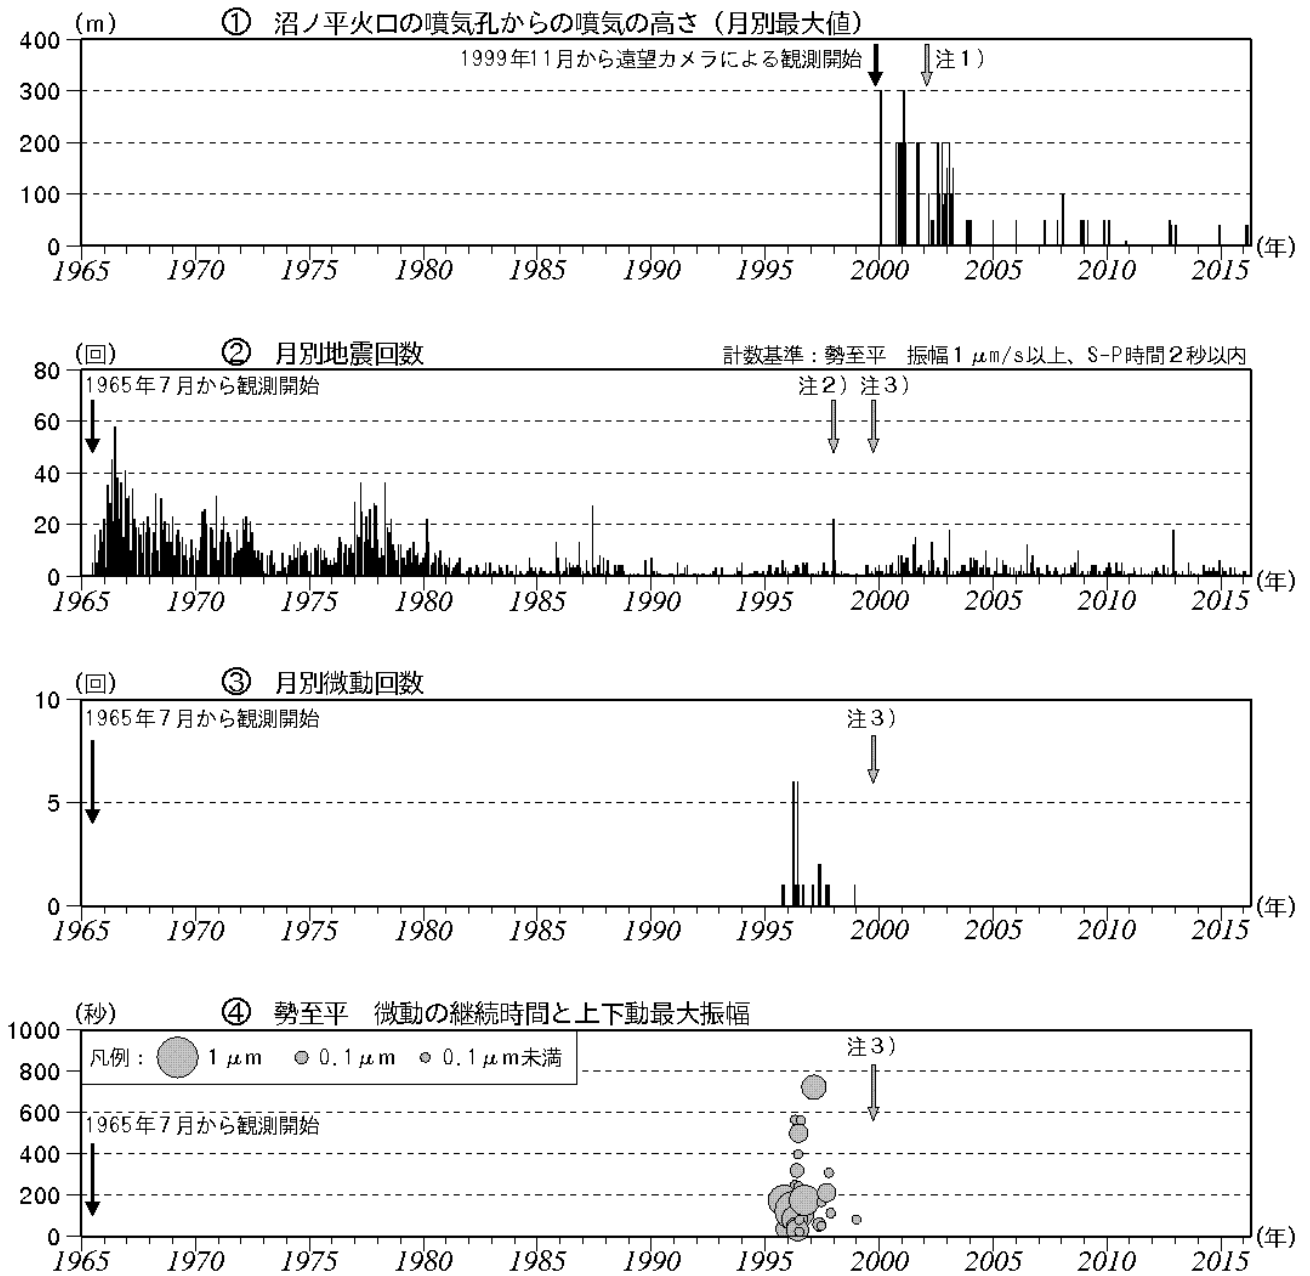 (m) ① 沼ノ平火口の噴気孔からの噴気の高さ（月別最大値）
400
1999年11月から遠望カメラによる観測開始 注1)
300
200
100
0
1965 1970 1975 1980 1985 1990 1995 2000 2005 2010 2015 (年)
(回) ② 月別地震回数 計数基準：勢至平 振幅1μm/s以上、S-P時間2秒以内
80
1965年7月から観測開始 注2) 注3)
60
40
20
0
1965 1970 1975 1980 1985 1990 1995 2000 2005 2010 2015 (年)
(回) ③ 月別微動回数
10
1965年7月から観測開始 注3)
5
0
1965 1970 1975 1980 1985 1990 1995 2000 2005 2010 2015 (年)
(秒) ④ 勢至平 微動の継続時間と上下動最大振幅
1000
凡例： 1μm 0.1μm 0.1μm未満 注3)
800
600
1965年7月から観測開始
400
200
0
1965 1970 1975 1980 1985 1990 1995 2000 2005 2010 2015 (年)